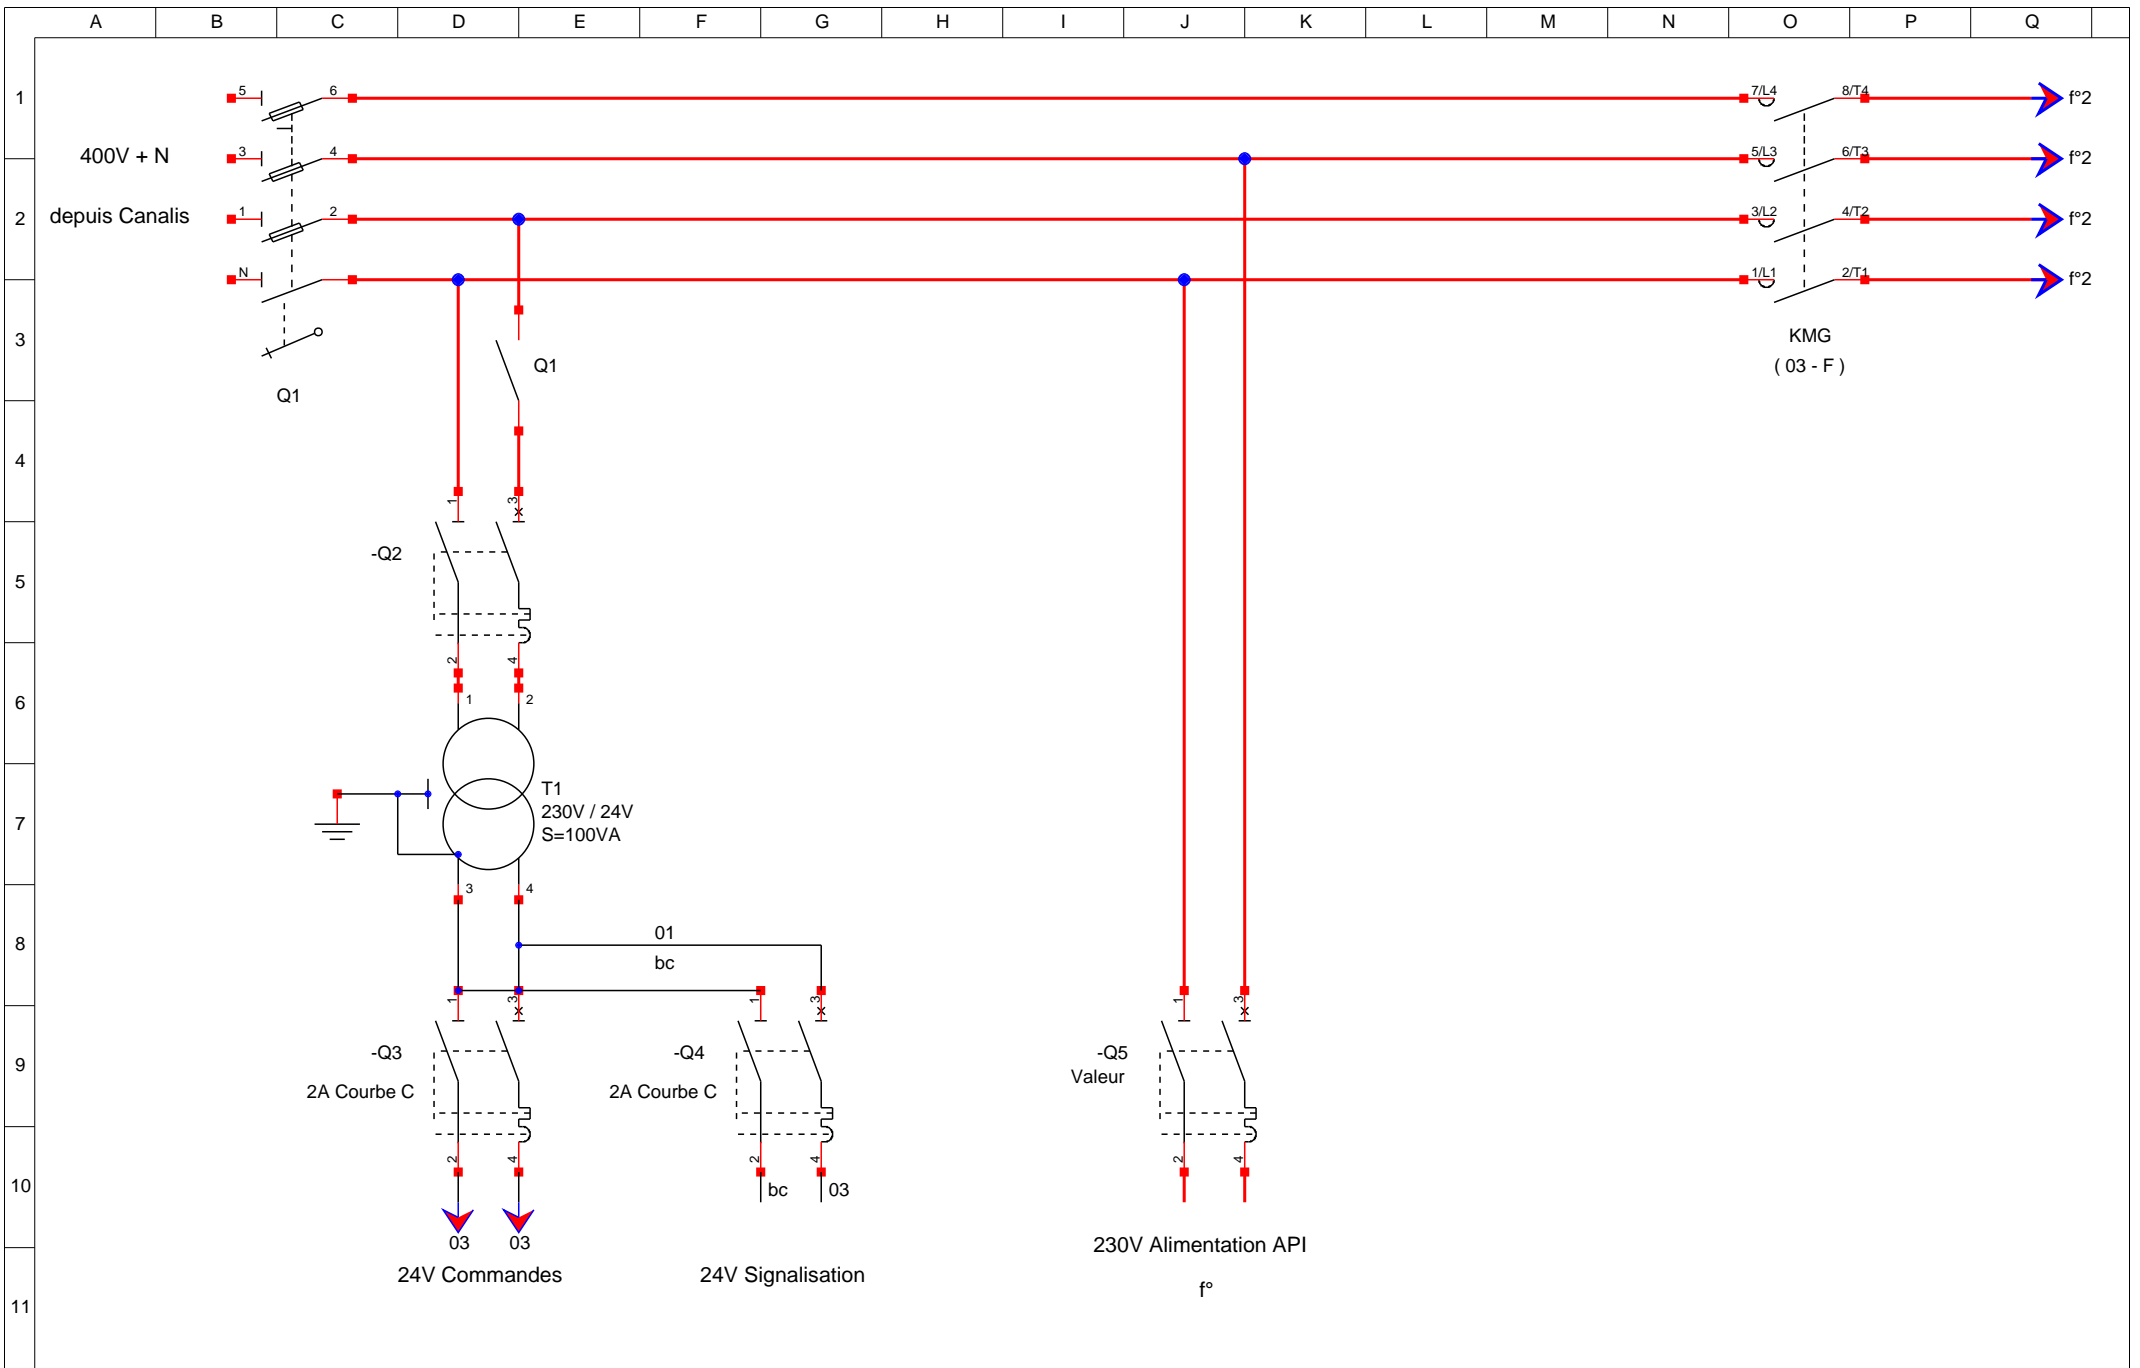 A B C D E F G H I J K L M N O P Q
1
5 6 7/L4 8/T4 f°2
400V + N
3 4 5/L3 6/T3 f°2
2
depuis Canalis
1 2 3/L2 4/T2 f°2
N 1/L1 2/T1 f°2
3
Q1
Q1
KMG
( 03 - F )
4
1 3
-Q2
5
2 4
6
1 2
T1
230V / 24V
S=100VA
7
3 4
8
01
bc
1 3 1 3 1 3
9
-Q3
2A Courbe C
-Q4
2A Courbe C
-Q5
Valeur
2 4 2 4 2 4
10
bc 03
03 03
24V Commandes
24V Signalisation
230V Alimentation API
f°
11